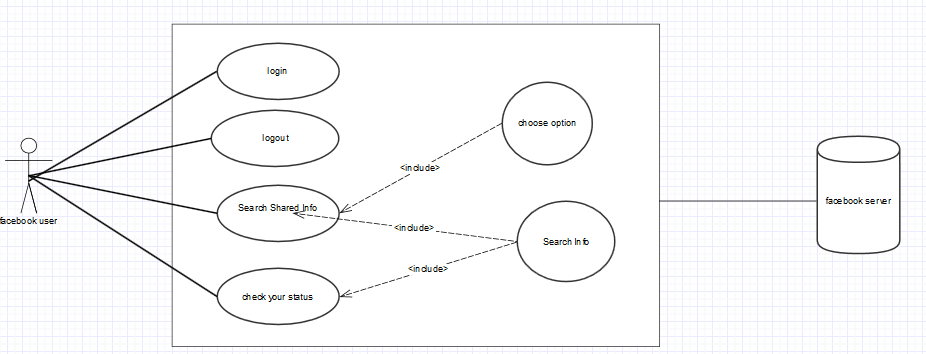 login
logout
choose option
<include>
Search Shared Info
<include>
Search Info
<include>
check your status
facebook user
facebook server